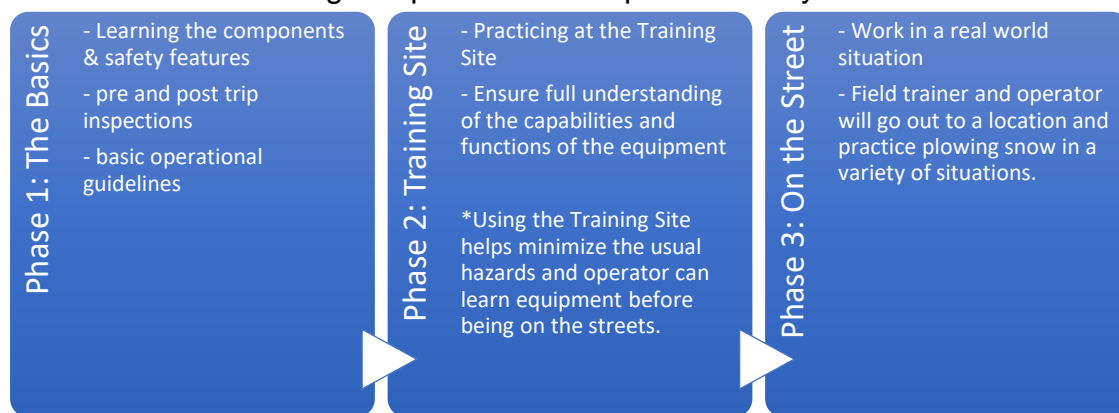 Phase 1: The Basics
- Learning the components
& safety features
- pre and post trip
inspections
- basic operational
guidelines
Phase 2: Training Site
- Practicing at the Training
Site
- Ensure full understanding
of the capabilities and
functions of the equipment
*Using the Training Site
helps minimize the usual
hazards and operator can
learn equipment before
being on the streets.
Phase 3: On the Street
- Work in a real world
situation
- Field trainer and operator
will go out to a location and
practice plowing snow in a
variety of situations.